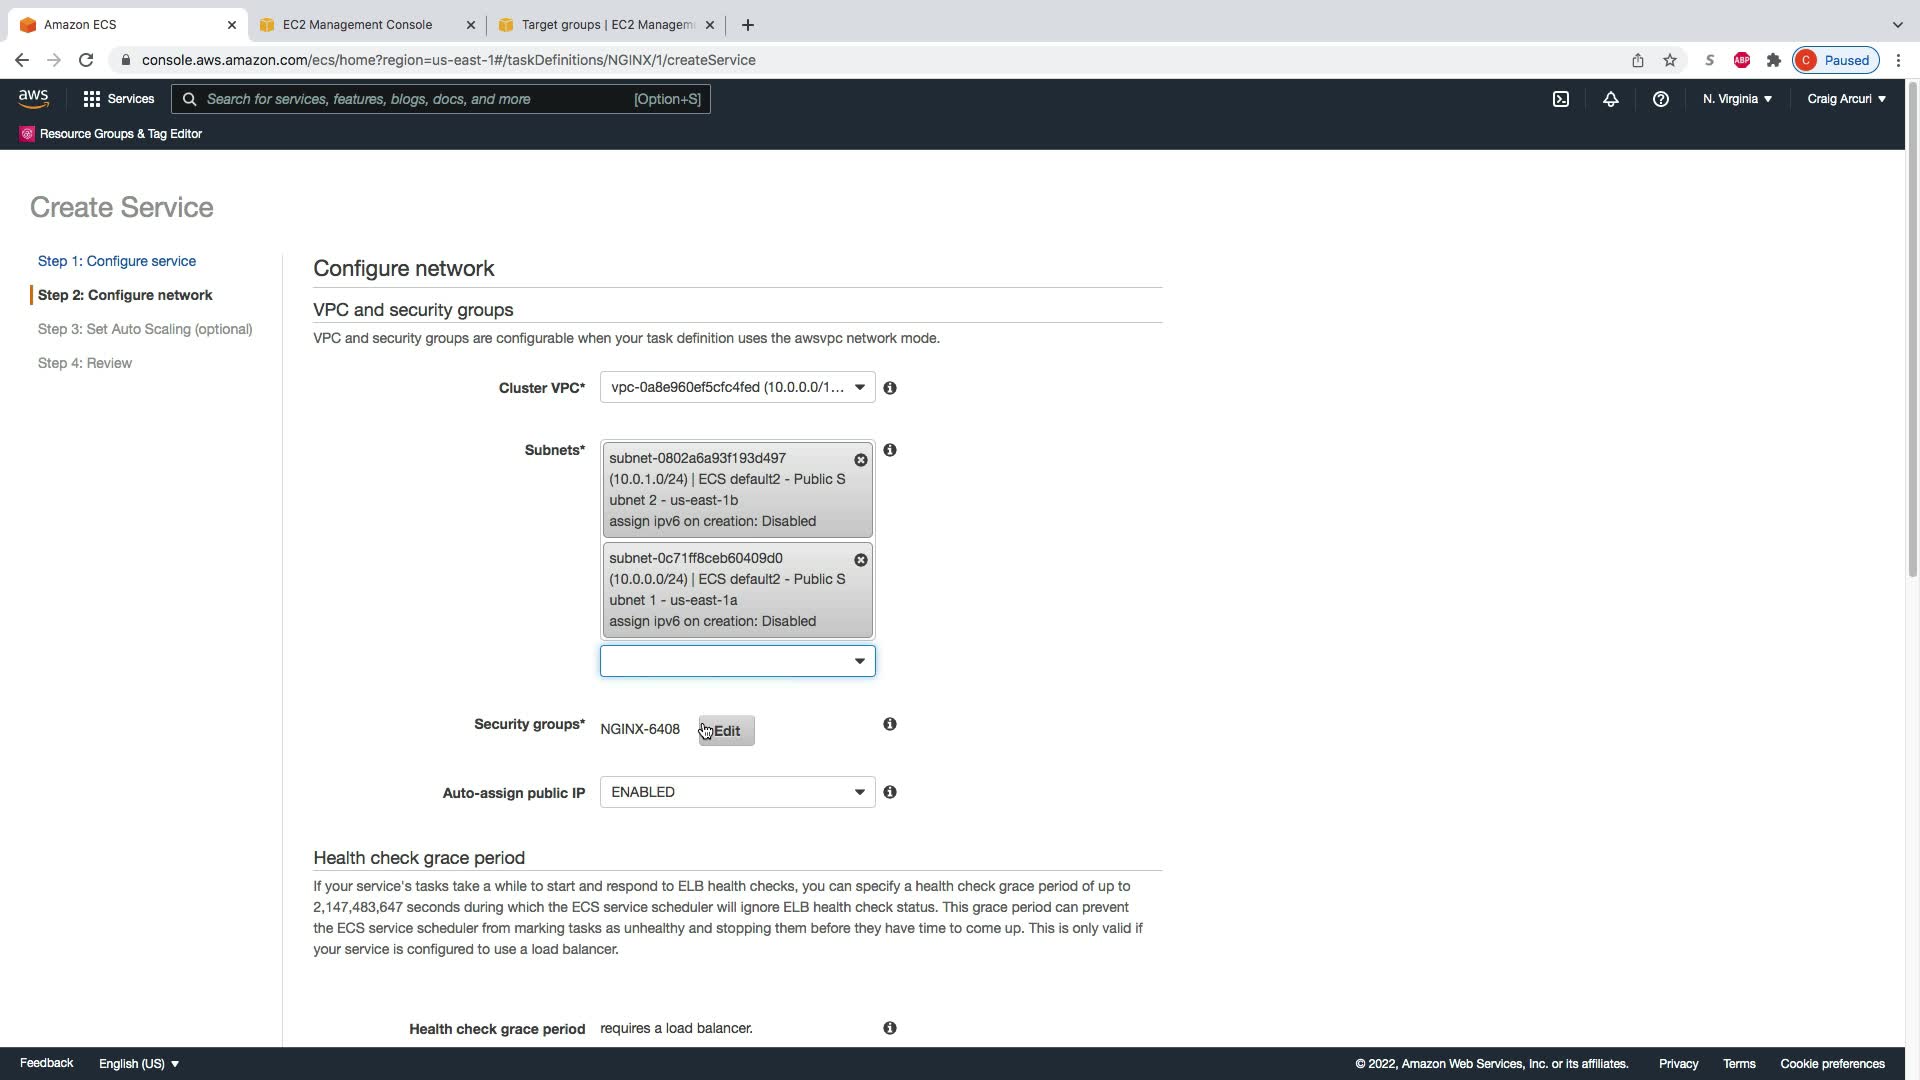 Amazon ECS
EC2 Management Console
Target groups | EC2 Managem
console.aws.amazon.com/ecs/home?region=us-east-1#/taskDefinitions/NGINX/1/createService
S
ABP
C Paused
aws
Services
Search for services, features, blogs, docs, and more
[Option+S]
N. Virginia
Craig Arcuri
Resource Groups & Tag Editor
Create Service
Step 1: Configure service
Step 2: Configure network
Step 3: Set Auto Scaling (optional)
Step 4: Review
Configure network
VPC and security groups
VPC and security groups are configurable when your task definition uses the awsvpc network mode.
Cluster VPC*
vpc-0a8e960ef5cfc4fed (10.0.0.0/1...
Subnets*
subnet-0802a6a93f193d497
(10.0.1.0/24) | ECS default2 - Public S
ubnet 2 - us-east-1b
assign ipv6 on creation: Disabled
subnet-0c71ff8ceb60409d0
(10.0.0.0/24) | ECS default2 - Public S
ubnet 1 - us-east-1a
assign ipv6 on creation: Disabled
Security groups*
NGINX-6408
Edit
Auto-assign public IP
ENABLED
Health check grace period
If your service's tasks take a while to start and respond to ELB health checks, you can specify a health check grace period of up to
2,147,483,647 seconds during which the ECS service scheduler will ignore ELB health check status. This grace period can prevent
the ECS service scheduler from marking tasks as unhealthy and stopping them before they have time to come up. This is only valid if
your service is configured to use a load balancer.
Health check grace period
requires a load balancer.
Feedback
English (US)
© 2022, Amazon Web Services, Inc. or its affiliates.
Privacy
Terms
Cookie preferences